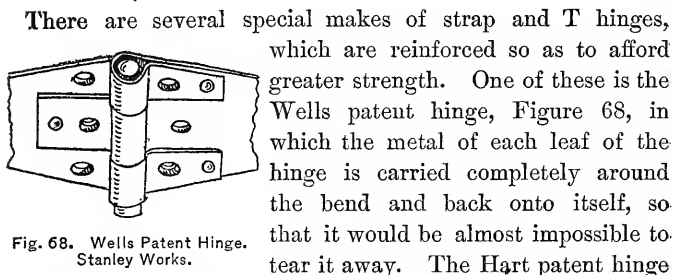 There are several special makes of strap and T hinges,
which are reinforced so as to afford
greater strength. One of these is the
Wells patent hinge, Figure 68, in
which the metal of each leaf of the
hinge is carried completely around
the bend and back onto itself, so
that it would be almost impossible to
tear it away. The Hart patent hinge
Fig. 68. Wells Patent Hinge.
Stanley Works.